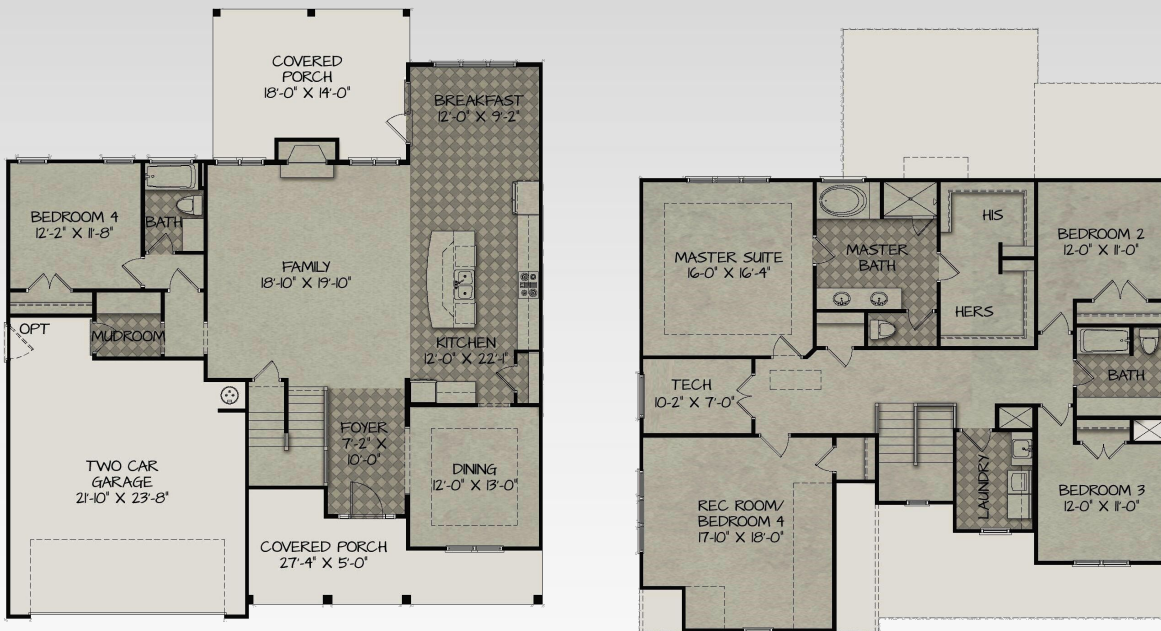 COVERED
PORCH
18'-0" X 14'-0"
BREAKFAST
12'-0" X 9'-2"
BEDROOM 4
12'-2" X 11'-8"
BATH
FAMILY
18'-10" X 19'-10"
OPT
MUDROOM
KITCHEN
12'-0" X 22'-1"
FOYER
7'-2" X
10'-0"
DINING
12'-0" X 13'-0"
TWO CAR
GARAGE
21'-10" X 23'-8"
COVERED PORCH
27'-4" X 5'-0"
MASTER SUITE
16'-0" X 16'-4"
MASTER
BATH
HIS
HERS
BEDROOM 2
12'-0" X 11'-0"
TECH
10'-2" X 7'-0"
BATH
REC ROOM/
BEDROOM 4
17'-10" X 18'-0"
LAUNDRY
BEDROOM 3
12'-0" X 11'-0"